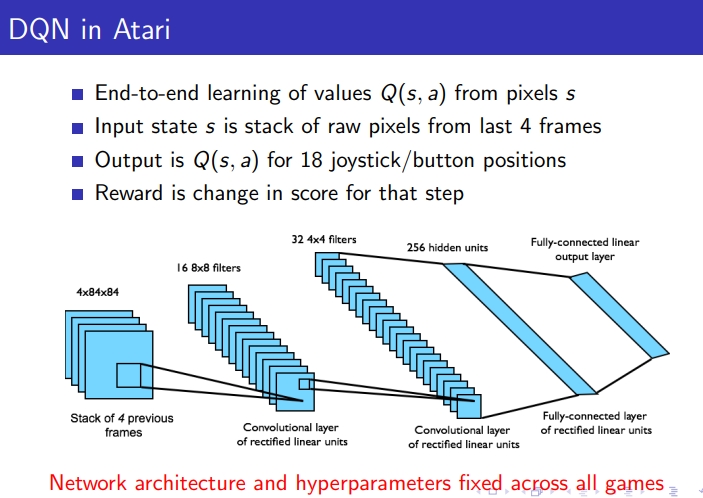 DQN in Atari
End-to-end learning of values Q(s, a) from pixels s
Input state s is stack of raw pixels from last 4 frames
Output is Q(s, a) for 18 joystick/button positions
Reward is change in score for that step
32 4x4 filters
256 hidden units
Fully-connected linear
output layer
16 8x8 filters
4x84x84
Stack of 4 previous
frames
Convolutional layer
of rectified linear units
Convolutional layer
of rectified linear units
Fully-connected layer
of rectified linear units
Network architecture and hyperparameters fixed across all games